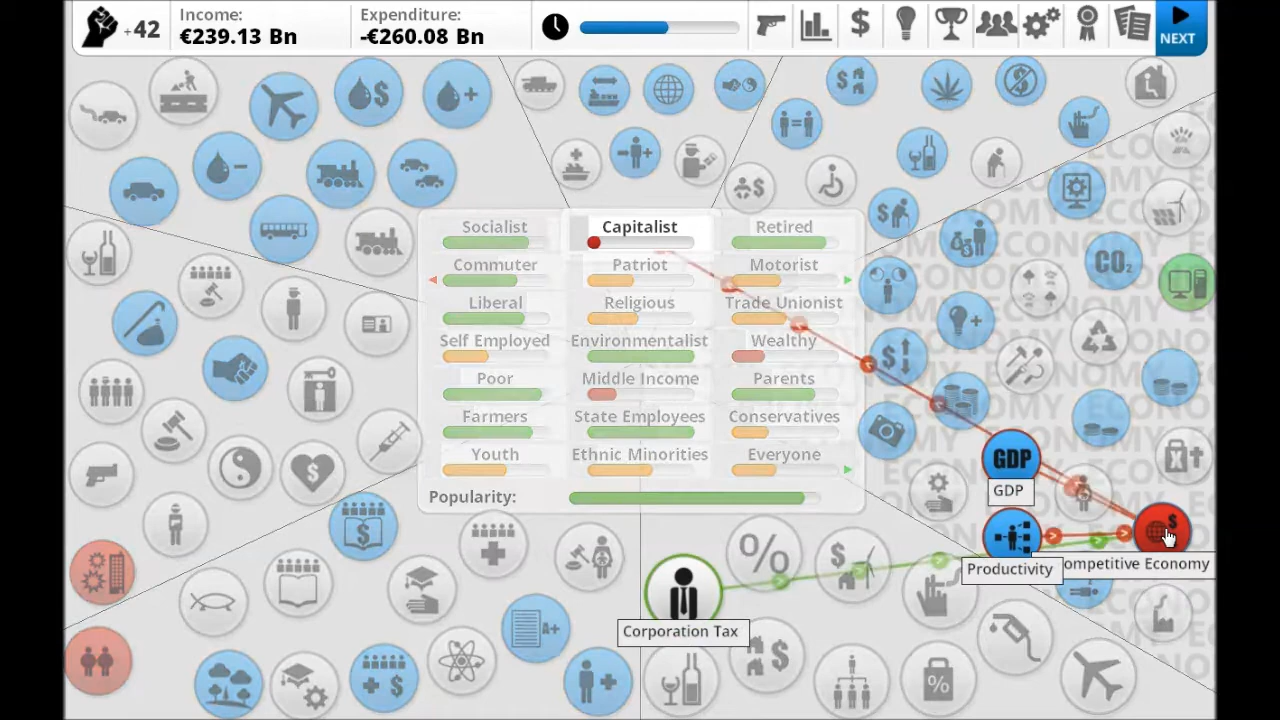 +42
Income:
€239.13 Bn
Expenditure:
-€260.08 Bn
NEXT
Socialist
Capitalist
Retired
Commuter
Patriot
Motorist
Liberal
Religious
Trade Unionist
Self Employed
Environmentalist
Wealthy
Poor
Middle Income
Parents
Farmers
State Employees
Conservatives
Youth
Ethnic Minorities
Everyone
Popularity:
CO2
GDP
GDP
Productivity
ompetitive Economy
Corporation Tax
A+
ECONOMY